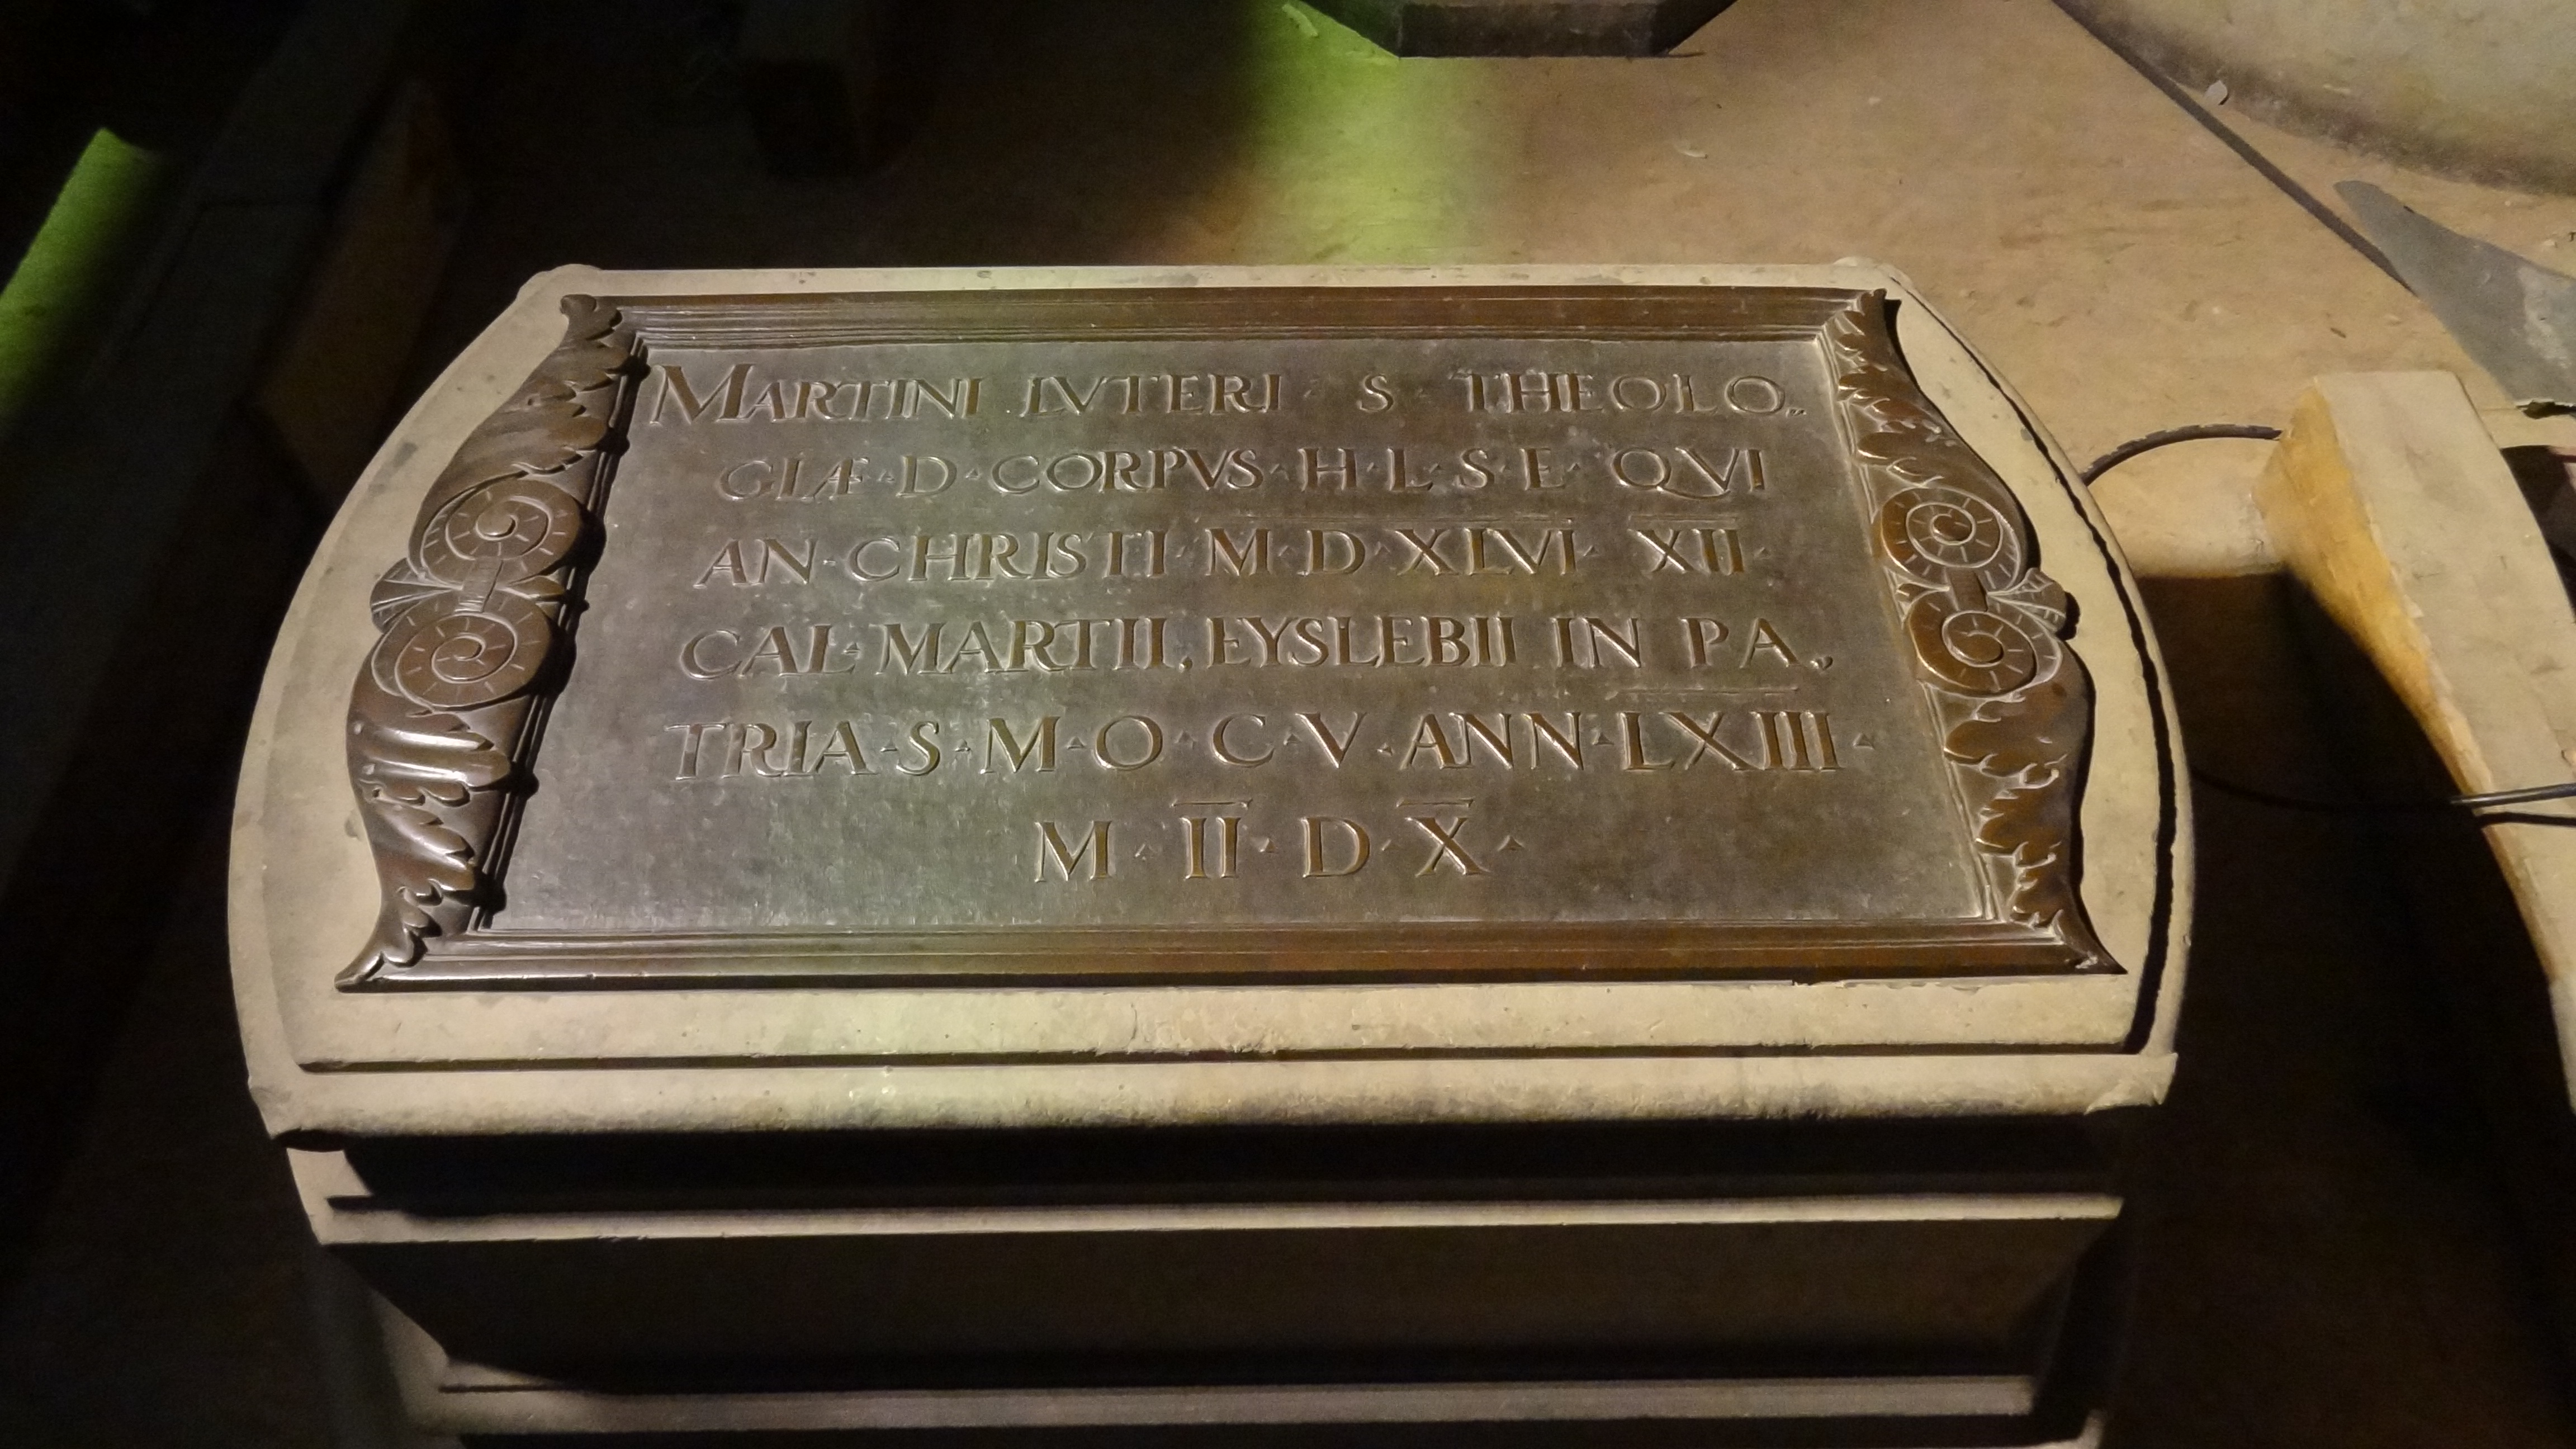 MARTINI LVTERI · S · THEOLO„
GIÆ · D · CORPVS · H · L · S · E · QVI
AN · CHRISTI · M · D · XLVI · XII ·
CAL · MARTII, EYSLEBII IN PA„
TRIA · S · M · O · C · V · ANN · LXIII ·
M · II · D · X ·